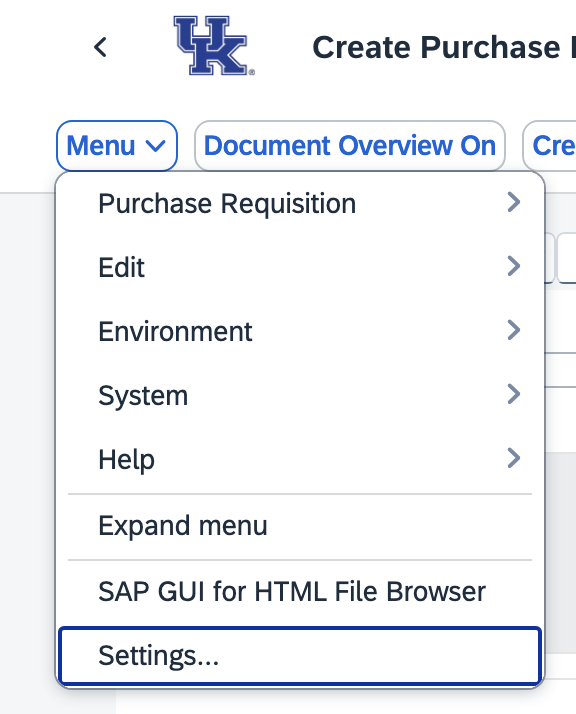 UK
Create Purchase
Menu
Document Overview On
Cre
Purchase Requisition
Edit
Environment
System
Help
Expand menu
SAP GUI for HTML File Browser
Settings...